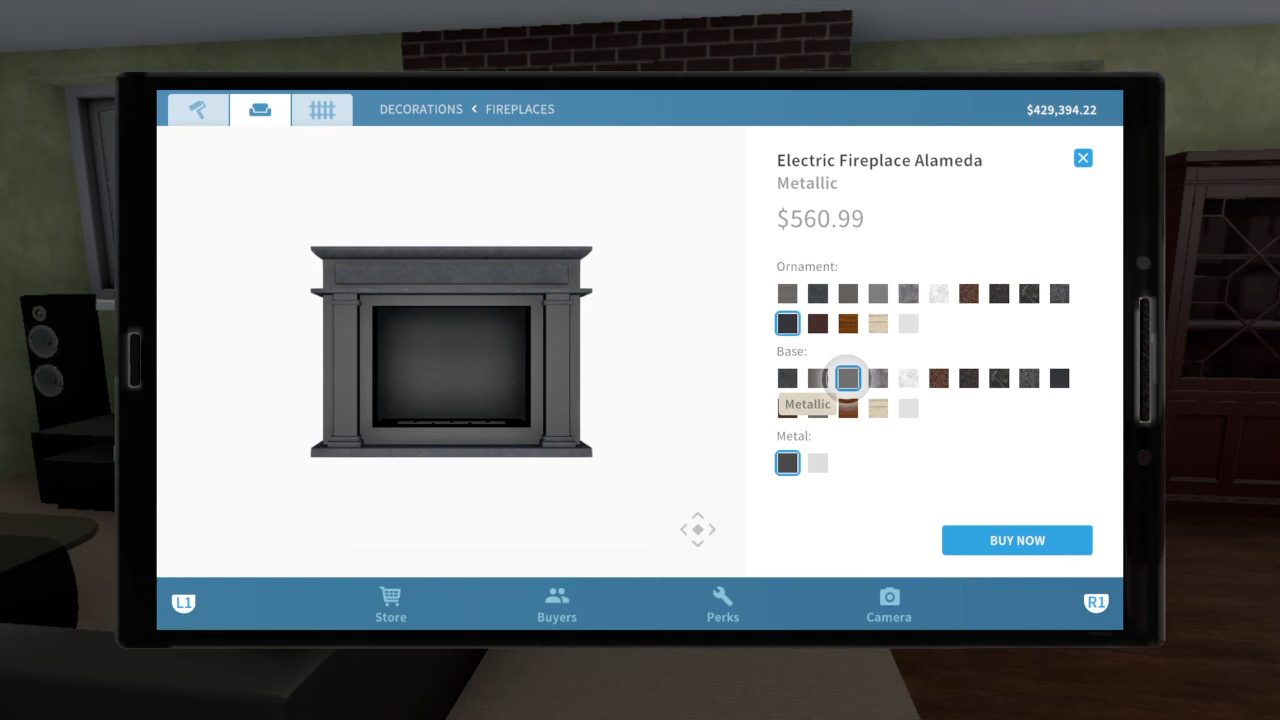 DECORATIONS < FIREPLACES
$429,394.22
Electric Fireplace Alameda
Metallic
$560.99
Ornament:
Base:
Metallic
Metal:
BUY NOW
L1
Store
Buyers
Perks
Camera
R1